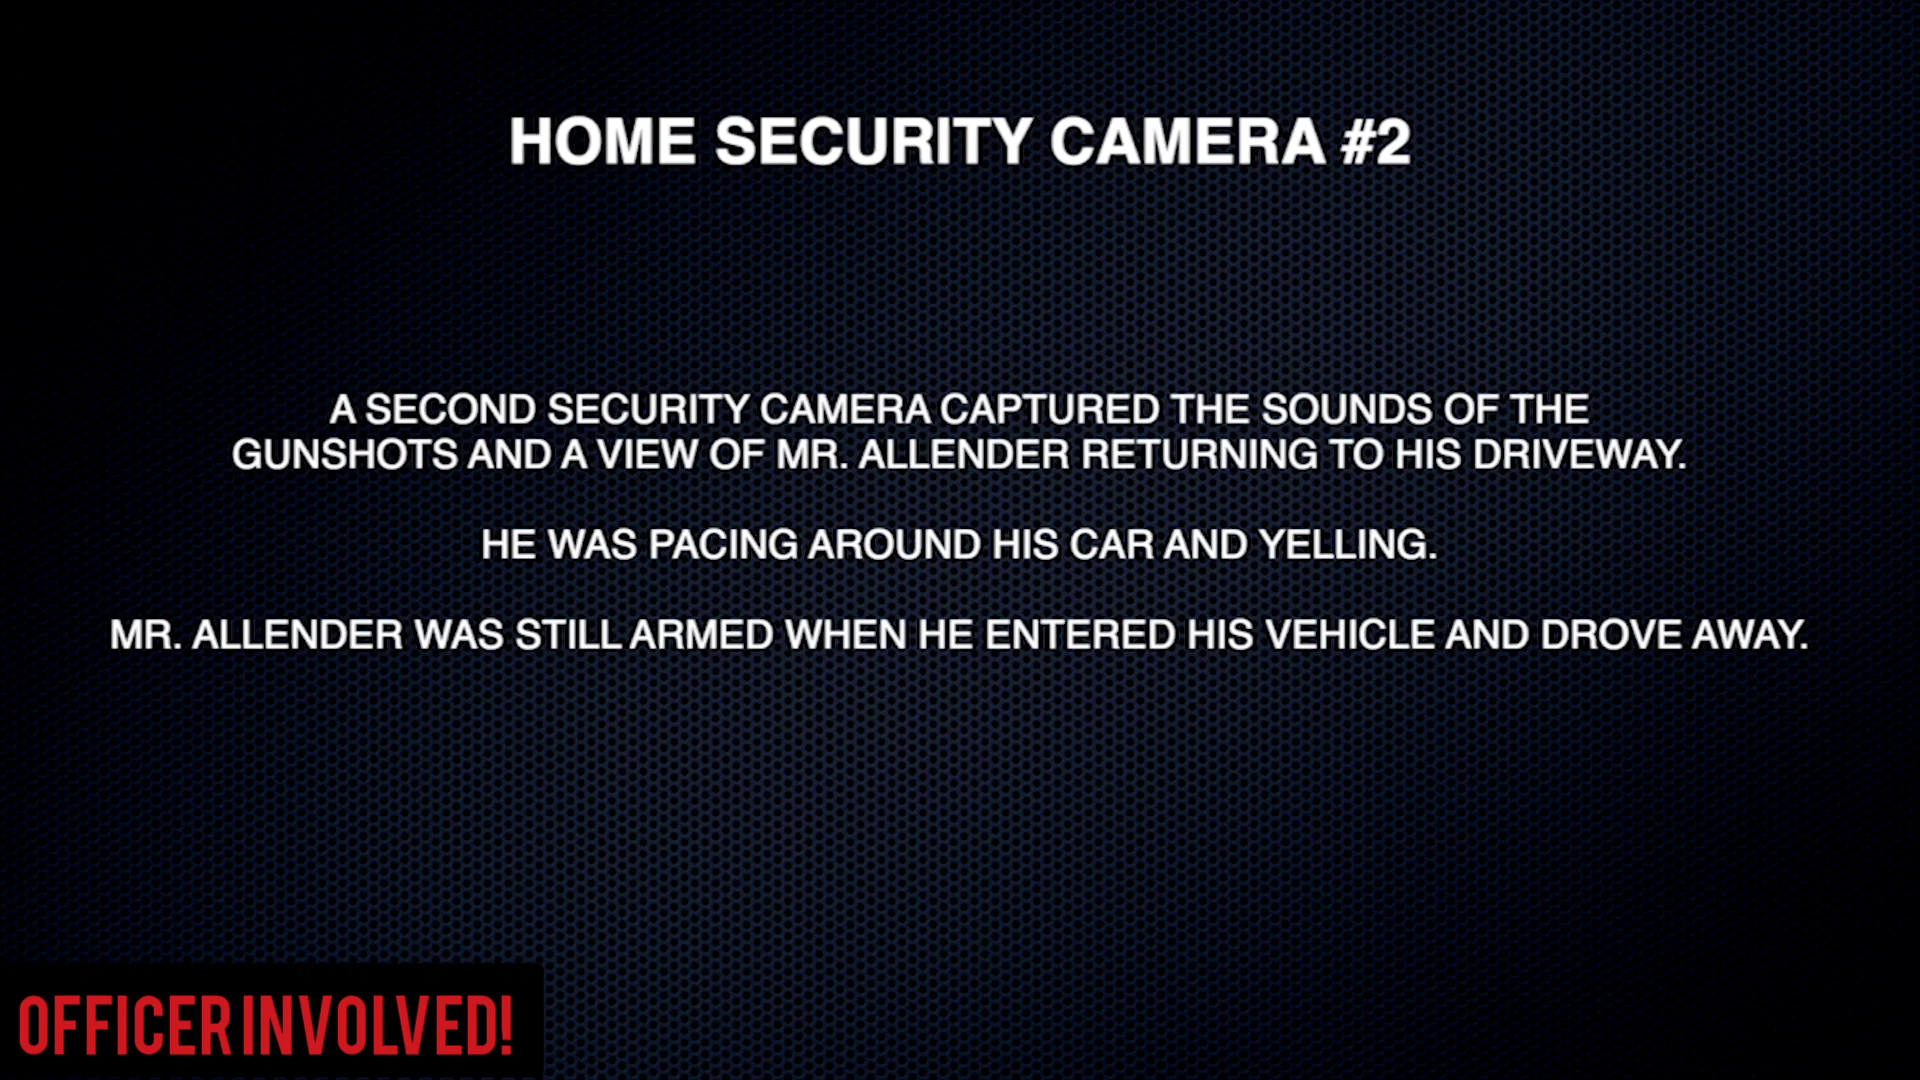 HOME SECURITY CAMERA #2
A SECOND SECURITY CAMERA CAPTURED THE SOUNDS OF THE
GUNSHOTS AND A VIEW OF MR. ALLENDER RETURNING TO HIS DRIVEWAY.
HE WAS PACING AROUND HIS CAR AND YELLING.
MR. ALLENDER WAS STILL ARMED WHEN HE ENTERED HIS VEHICLE AND DROVE AWAY.
OFFICER INVOLVED!